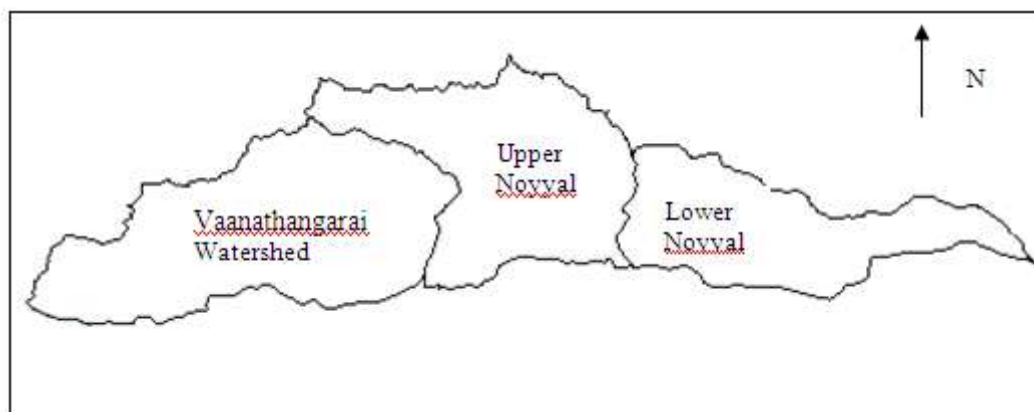 N
Upper
Noyyal
Lower
Noyyal
Vaanathangarai
Watershed